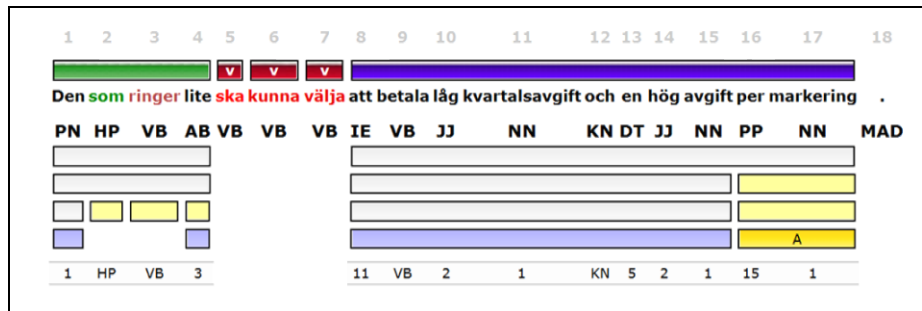 1 2 3 4 5 6 7 8 9 10 11 12 13 14 15 16 17 18
v v v
Den som ringer lite ska kunna välja att betala låg kvartalsavgift och en hög avgift per markering .
PN HP VB AB VB VB VB IE VB JJ NN KN DT JJ NN PP NN MAD
A
1 HP VB 3 11 VB 2 1 KN 5 2 1 15 1